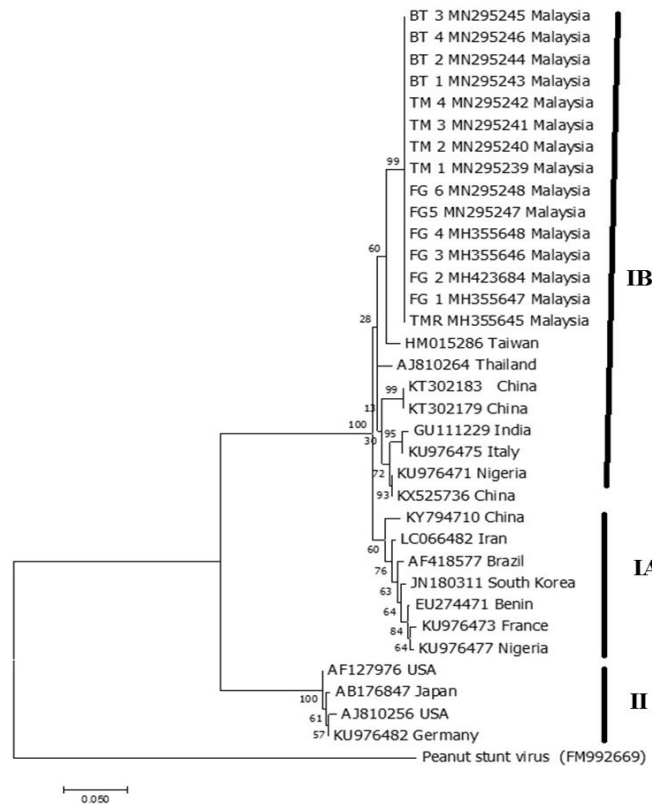 BT 3 MN295245 Malaysia
BT 4 MN295246 Malaysia
BT 2 MN295244 Malaysia
BT 1 MN295243 Malaysia
TM 4 MN295242 Malaysia
TM 3 MN295241 Malaysia
TM 2 MN295240 Malaysia
99
TM 1 MN295239 Malaysia
FG 6 MN295248 Malaysia
FG5 MN295247 Malaysia
FG 4 MH355648 Malaysia
60
FG 3 MH355646 Malaysia
FG 2 MH423684 Malaysia
IB
FG 1 MH355647 Malaysia
28
TMR MH355645 Malaysia
HM015286 Taiwan
AJ810264 Thailand
99
KT302183 China
13
KT302179 China
100
95
GU111229 India
30
KU976475 Italy
72
KU976471 Nigeria
93
KX525736 China
KY794710 China
60
LC066482 Iran
AF418577 Brazil
IA
76
JN180311 South Korea
63
EU274471 Benin
64
KU976473 France
84
64
KU976477 Nigeria
AF127976 USA
100
AB176847 Japan
II
61
AJ810256 USA
57
KU976482 Germany
Peanut stunt virus (FM992669)
0.050